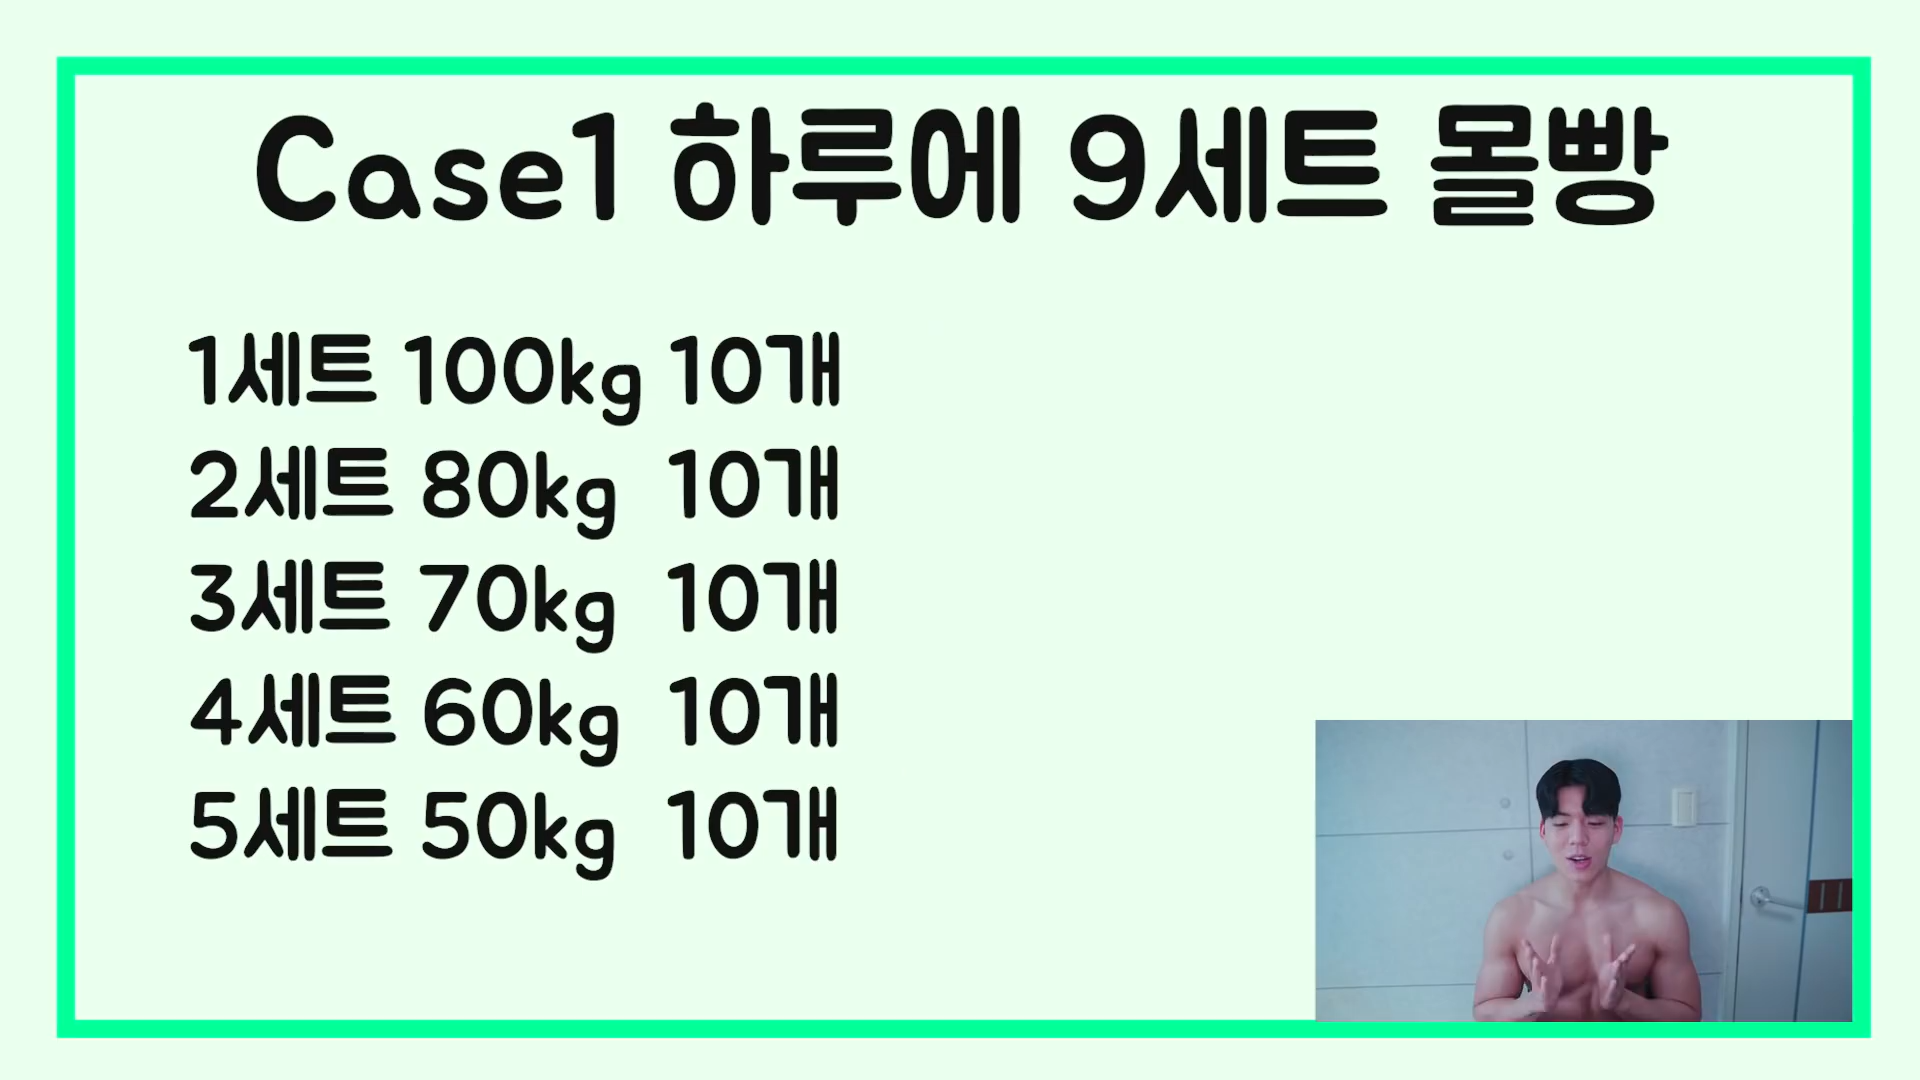 Case1 하루에 9세트 몰빵
1세트 100kg 10개
2세트 80kg 10개
3세트 70kg 10개
4세트 60kg 10개
5세트 50kg 10개